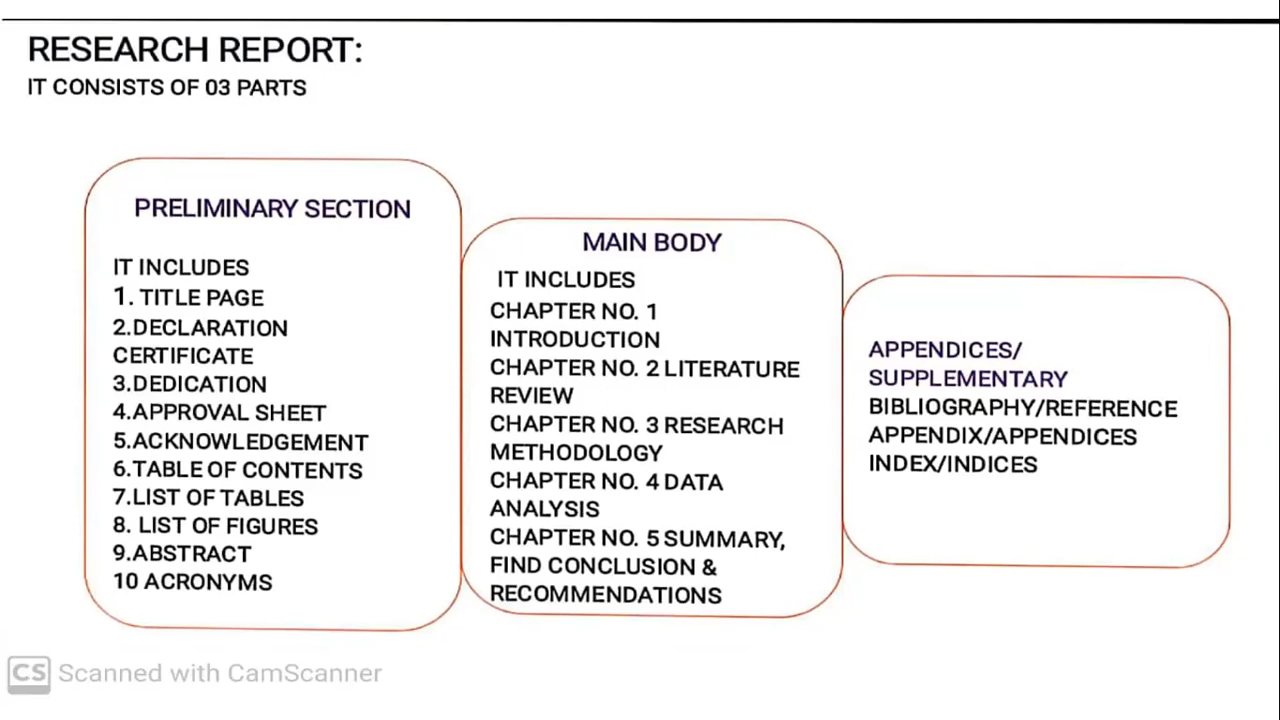 RESEARCH REPORT:
IT CONSISTS OF 03 PARTS
PRELIMINARY SECTION
IT INCLUDES
1. TITLE PAGE
2.DECLARATION
CERTIFICATE
3.DEDICATION
4.APPROVAL SHEET
5.ACKNOWLEDGEMENT
6.TABLE OF CONTENTS
7.LIST OF TABLES
8. LIST OF FIGURES
9.ABSTRACT
10 ACRONYMS
MAIN BODY
IT INCLUDES
CHAPTER NO. 1
INTRODUCTION
CHAPTER NO. 2 LITERATURE
REVIEW
CHAPTER NO. 3 RESEARCH
METHODOLOGY
CHAPTER NO. 4 DATA
ANALYSIS
CHAPTER NO. 5 SUMMARY,
FIND CONCLUSION &
RECOMMENDATIONS
APPENDICES/
SUPPLEMENTARY
BIBLIOGRAPHY/REFERENCE
APPENDIX/APPENDICES
INDEX/INDICES
CS Scanned with CamScanner